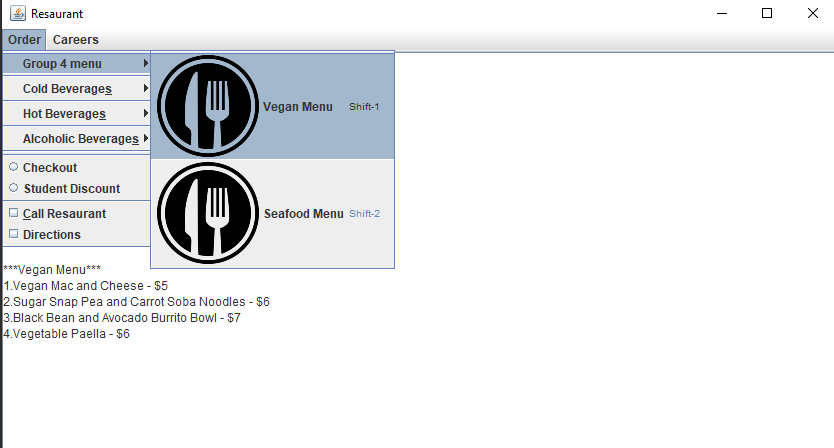 Resaurant
Order Careers
Group 4 menu
Cold Beverages
Hot Beverages
Alcoholic Beverages
Checkout
Student Discount
Call Resaurant
Directions
Vegan Menu Shift-1
Seafood Menu Shift-2
***Vegan Menu***
1.Vegan Mac and Cheese - $5
2.Sugar Snap Pea and Carrot Soba Noodles - $6
3.Black Bean and Avocado Burrito Bowl - $7
4.Vegetable Paella - $6